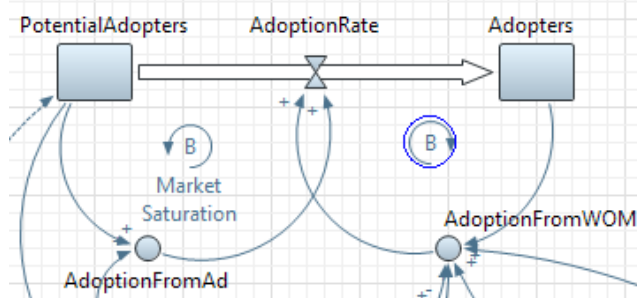 PotentialAdopters
AdoptionRate
Adopters
+
+
B
B
Market
Saturation
+
AdoptionFromWOM
+
AdoptionFromAd
+
-